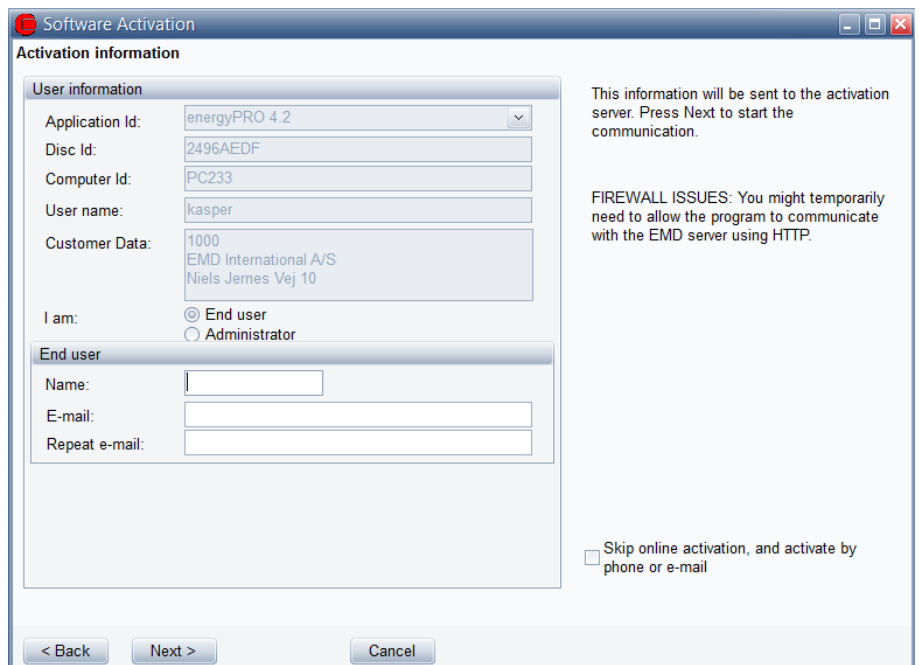 Software Activation
Activation information
User information
Application Id:
energyPRO 4.2
Disc Id:
2496AEDF
Computer Id:
PC233
User name:
kasper
Customer Data:
1000
EMD International A/S
Niels Jernes Vej 10
I am:
End user
Administrator
End user
Name:
E-mail:
Repeat e-mail:
This information will be sent to the activation
server. Press Next to start the
communication.
FIREWALL ISSUES: You might temporarily
need to allow the program to communicate
with the EMD server using HTTP.
Skip online activation, and activate by
phone or e-mail
< Back
Next >
Cancel